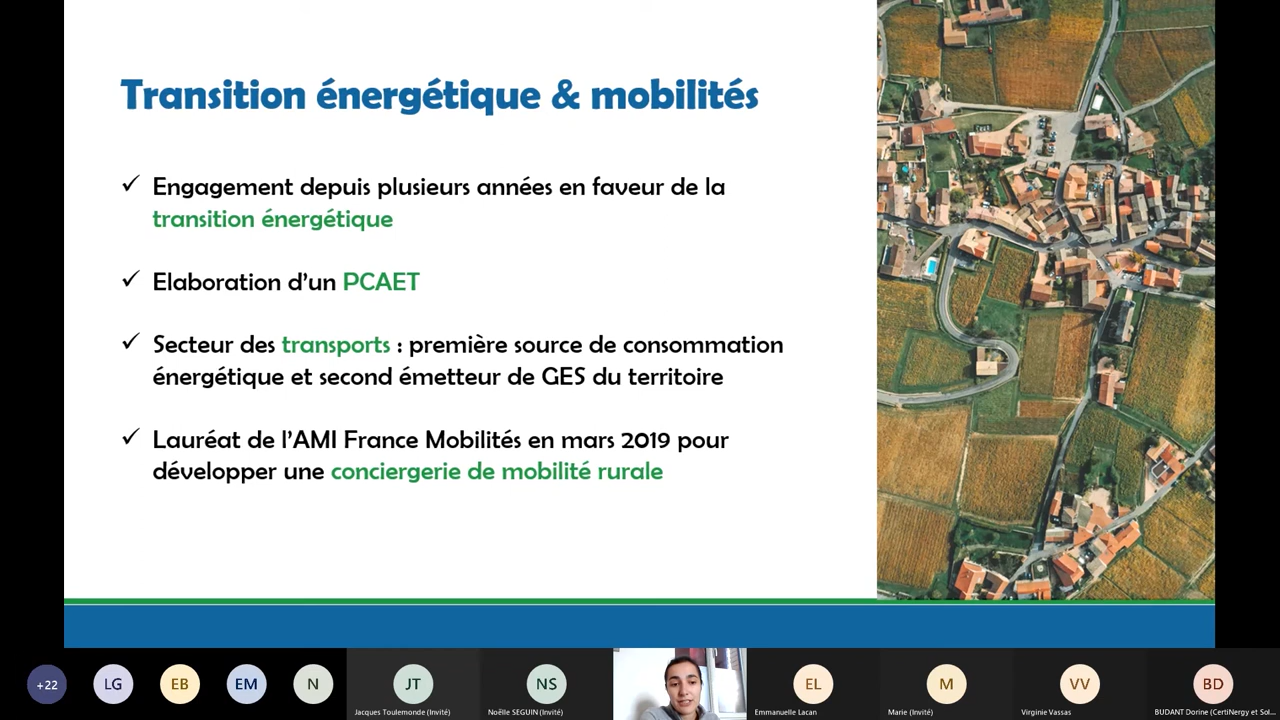 Transition énergétique & mobilités
Engagement depuis plusieurs années en faveur de la
transition énergétique
Elaboration d'un PCAET
Secteur des transports : première source de consommation
énergétique et second émetteur de GES du territoire
Lauréat de l'AMI France Mobilités en mars 2019 pour
développer une conciergerie de mobilité rurale
+22
LG
EB
EM
N
JT
NS
EL
M
VV
BD
Jacques Toulemonde (Invité)
Noëlle SEGUIN (Invité)
Emmanuelle Lacan
Marie (Invité)
Virginie Vassas
BUDANT Dorine (CertiNergy et Sol...